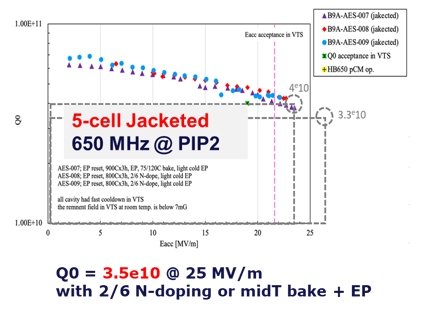 1.00E+11
Eacc acceptance in VTS
B9A-AES-007 (jakected)
B9A-AES-008 (jakected)
B9A-AES-009 (jakected)
Q0 acceptance in VTS
HB650 pCM op.
4e10
3.3e10
Q0
5-cell Jacketed
650 MHz @ PIP2
AES-007; EP reset, 900Cx3h, EP, 75/120C bake, light cold EP
AES-008; EP reset, 800Cx3h, 2/6 N-dope, light cold EP
AES-009; EP reset, 800Cx3h, 2/6 N-dope, light cold EP
all cavity had fast cooldown in VTS
the remnent field in VTS at room temp. is below 7mG
1.00E+10
0 5 10 15 20 25
Eacc [MV/m]
Q0 = 3.5e10 @ 25 MV/m
with 2/6 N-doping or midT bake + EP